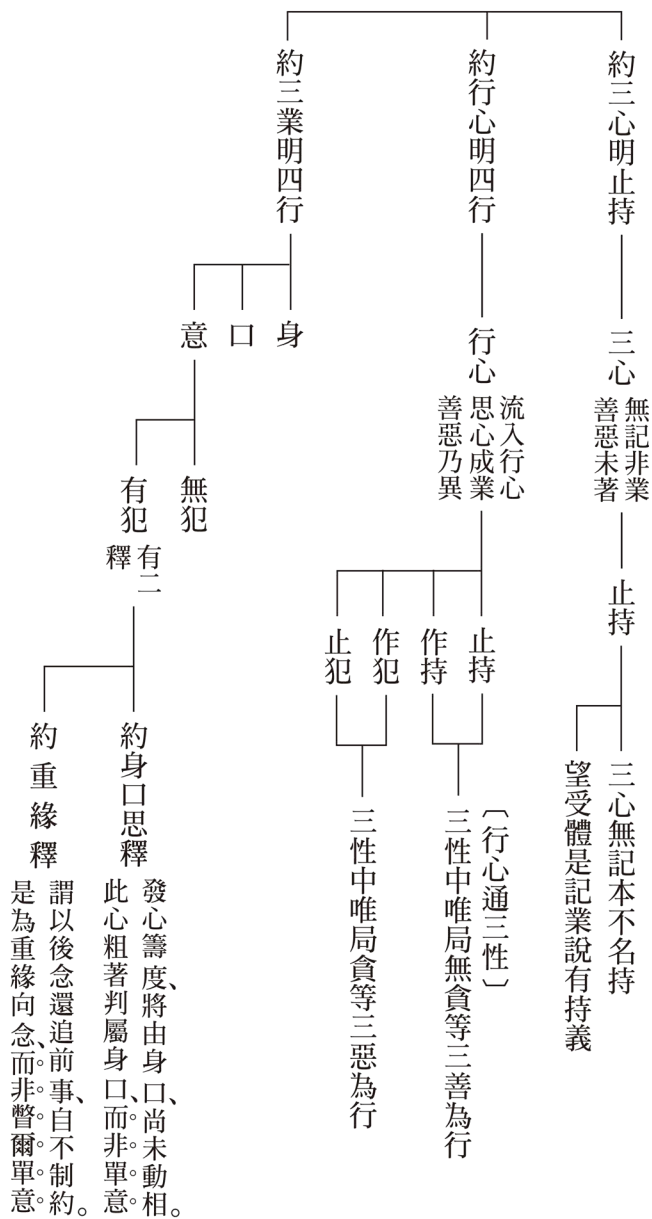 約三心明止持
三心
無記非業
善惡未著
止持
三心無記本不名持
望受體是記業說有持義
約行心明四行
行心
流入行心
思心成業
善惡乃異
止持
作持
作犯
止犯
〔行心通三性〕
三性中唯局無貪等三善為行
三性中唯局貪等三惡為行
約三業明四行
身
口
意
無犯
有犯
有二
釋
約身口思釋
發心籌度、將由身口、尚未動相。
此心粗著判屬身口、而非單意。
約重緣釋
謂以後念還追前事、自不制約。
是為重緣向念、而非瞥爾單意。